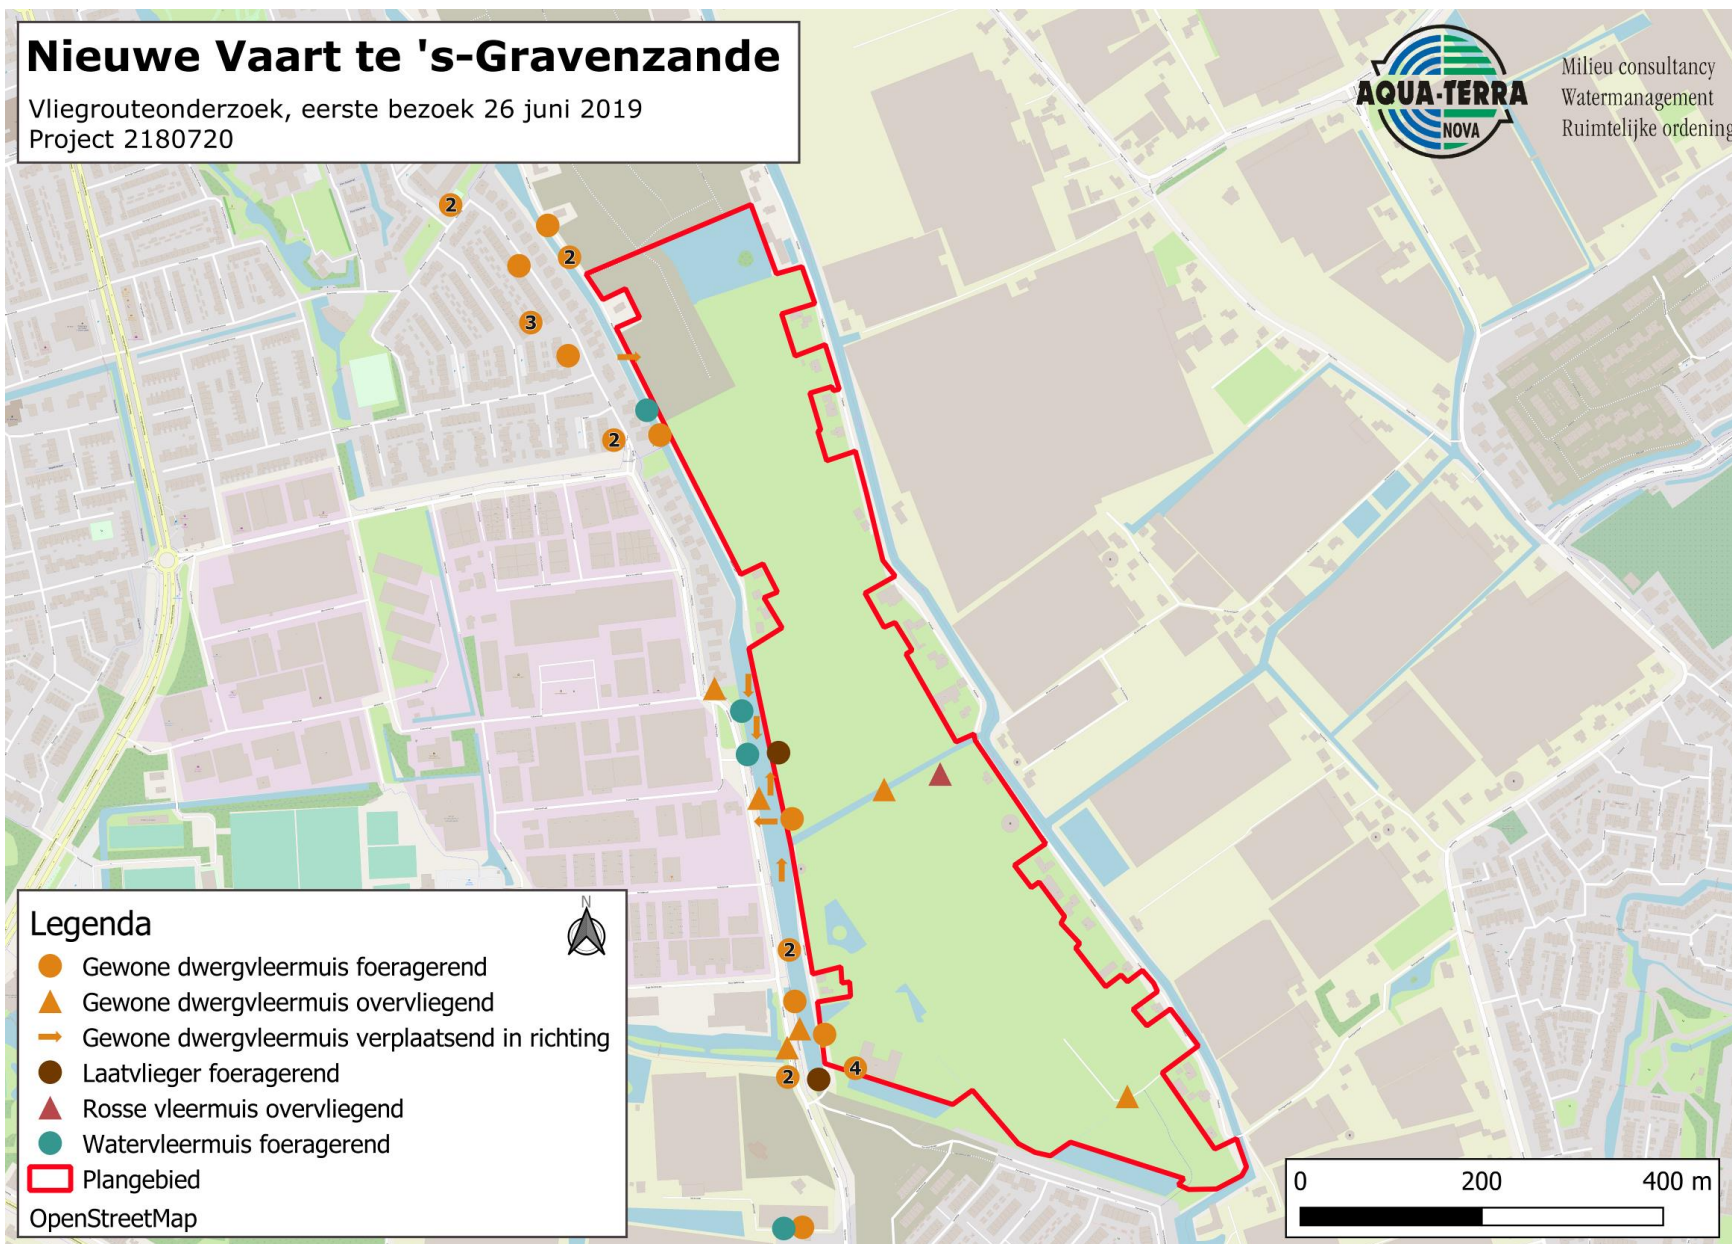 Nieuwe Vaart te 's-Gravenzande
Vliegrouteonderzoek, eerste bezoek 26 juni 2019
Project 2180720
AQUA-TERRA
NOVA
Milieu consultancy
Watermanagement
Ruimtelijke ordening
2
2
3
2
2
4
2
Legenda
N
Gewone dwergvleermuis foeragerend
Gewone dwergvleermuis overvliegend
Gewone dwergvleermuis verplaatsend in richting
Laatvlieger foeragerend
Rosse vleermuis overvliegend
Watervleermuis foeragerend
Plangebied
OpenStreetMap
0 200 400 m